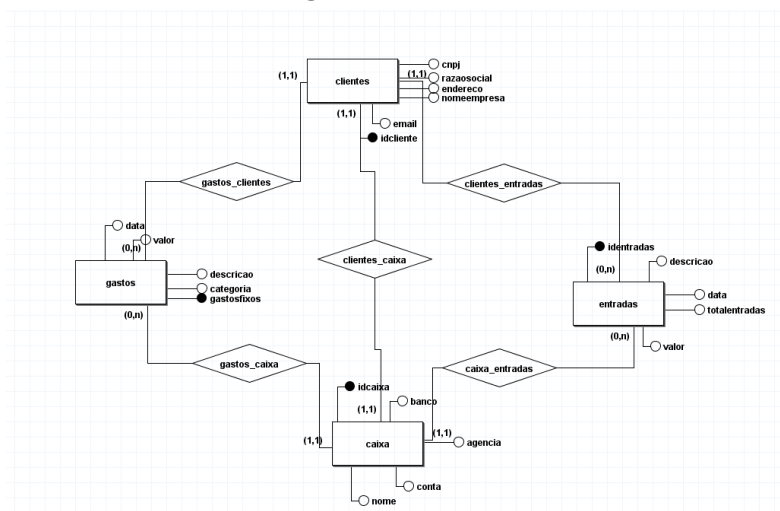 cnpj
(1,1)
clientes
(1,1)
razaosocial
endereco
nomeempresa
(1,1)
email
idcliente
gastos_clientes
clientes_entradas
data
valor
(0,n)
identradas
clientes_caixa
descricao
(0,n)
descricao
gastos
categoria
data
gastosfixos
entradas
totalentradas
(0,n)
(0,n)
valor
gastos_caixa
caixa_entradas
idcaixa
banco
(1,1)
(1,1)
(1,1)
caixa
agencia
conta
nome